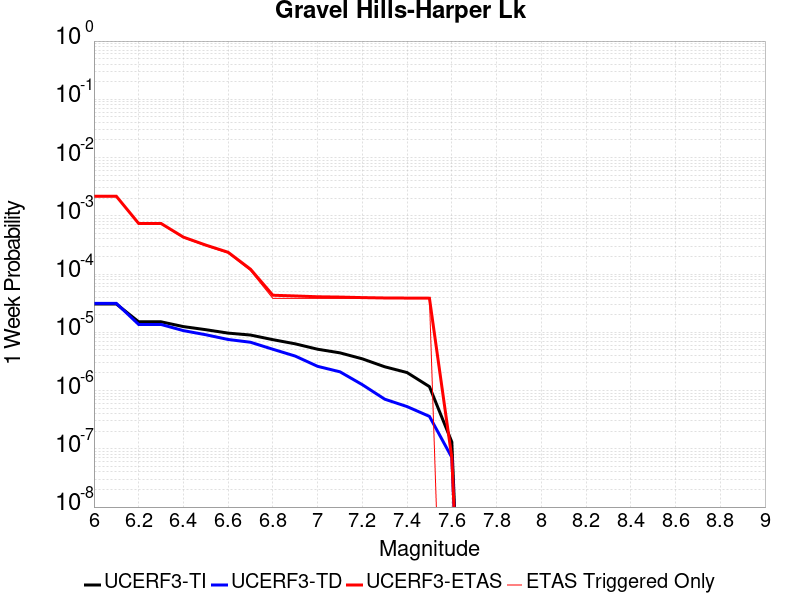 Gravel Hills-Harper Lk
10^0
10^-1
10^-2
10^-3
10^-4
10^-5
10^-6
10^-7
10^-8
1 Week Probability
6 6.2 6.4 6.6 6.8 7 7.2 7.4 7.6 7.8 8 8.2 8.4 8.6 8.8 9
Magnitude
UCERF3-TI UCERF3-TD UCERF3-ETAS ETAS Triggered Only